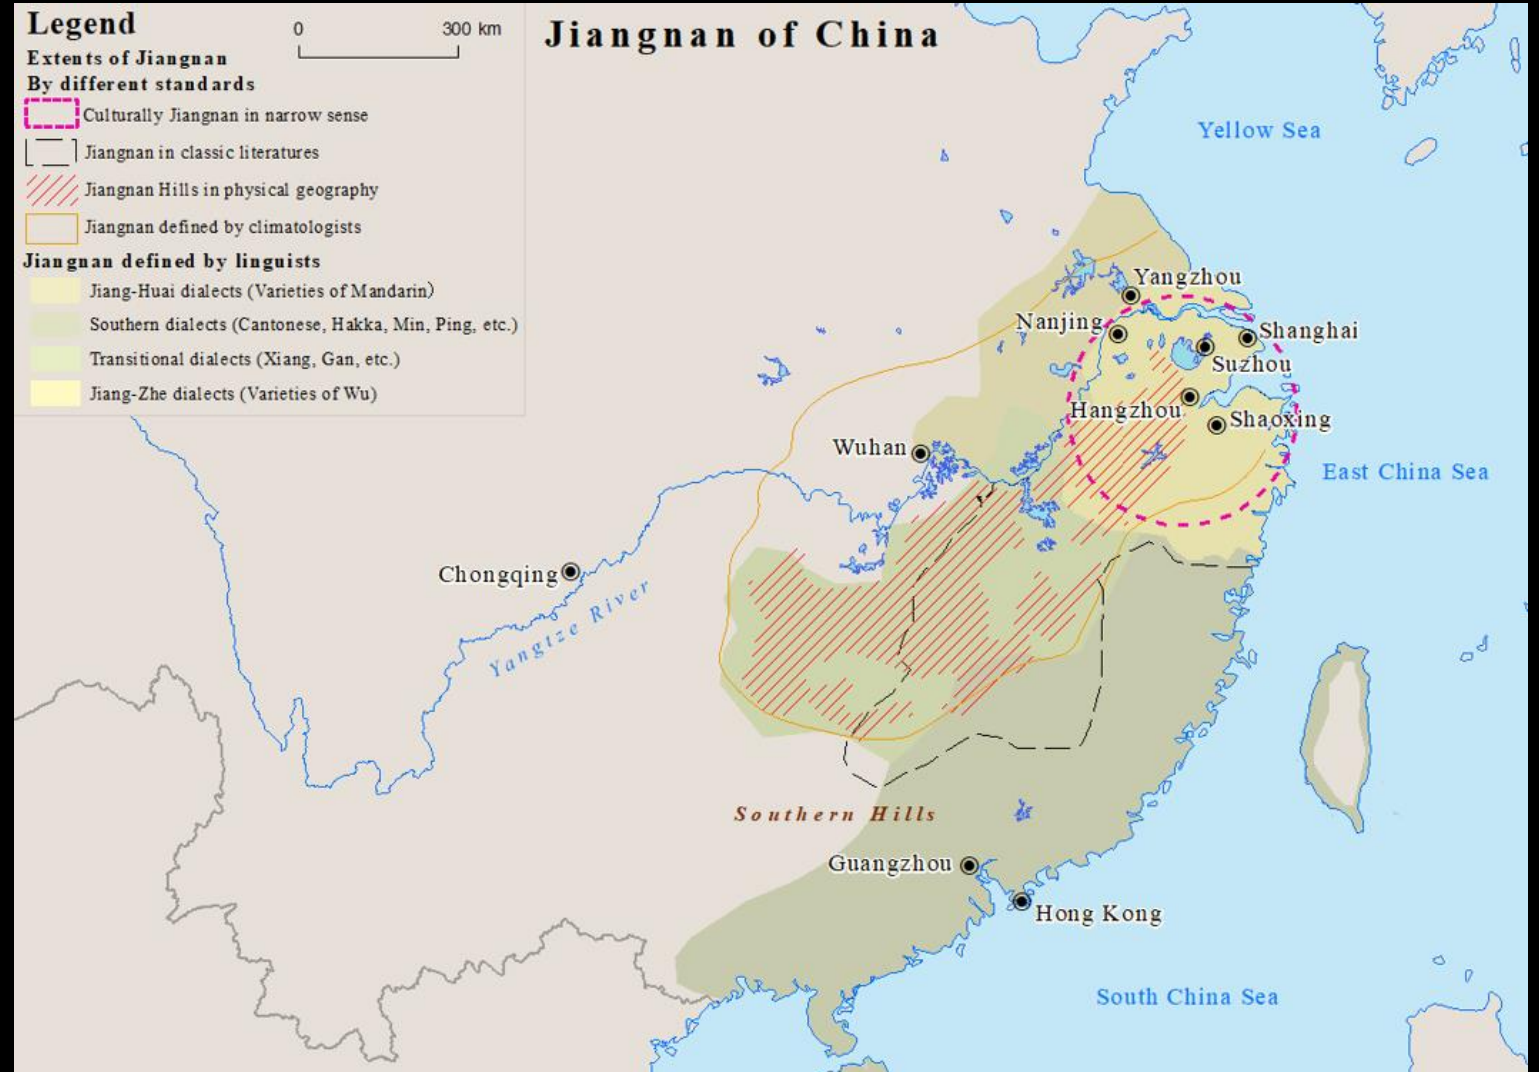 Legend
0 300 km
Jiangnan of China
Extents of Jiangnan
By different standards
Culturally Jiangnan in narrow sense
Jiangnan in classic literatures
Jiangnan Hills in physical geography
Jiangnan defined by climatologists
Jiangnan defined by linguists
Jiang-Huai dialects (Varieties of Mandarin)
Southern dialects (Cantonese, Hakka, Min, Ping, etc.)
Transitional dialects (Xiang, Gan, etc.)
Jiang-Zhe dialects (Varieties of Wu)
Yellow Sea
Yangzhou
Nanjing
Shanghai
Suzhou
Hangzhou
Shaoxing
Wuhan
East China Sea
Chongqing
Yangtze River
Southern Hills
Guangzhou
Hong Kong
South China Sea